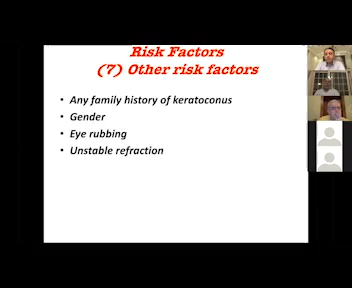 Risk Factors
(7) Other risk factors
• Any family history of keratoconus
• Gender
• Eye rubbing
• Unstable refraction